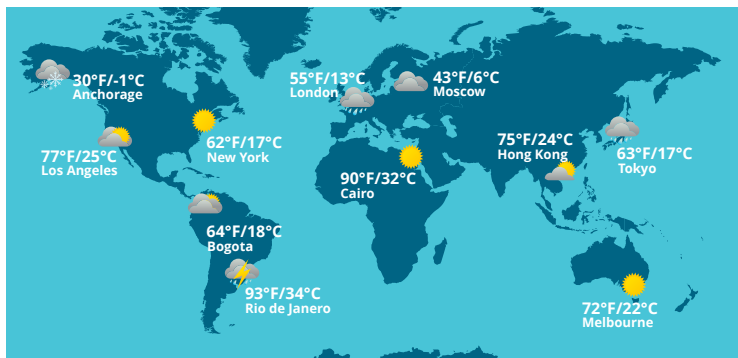 30°F/-1°C
Anchorage
55°F/13°C
London
43°F/6°C
Moscow
77°F/25°C
Los Angeles
62°F/17°C
New York
75°F/24°C
Hong Kong
63°F/17°C
Tokyo
90°F/32°C
Cairo
64°F/18°C
Bogota
93°F/34°C
Rio de Janero
72°F/22°C
Melbourne